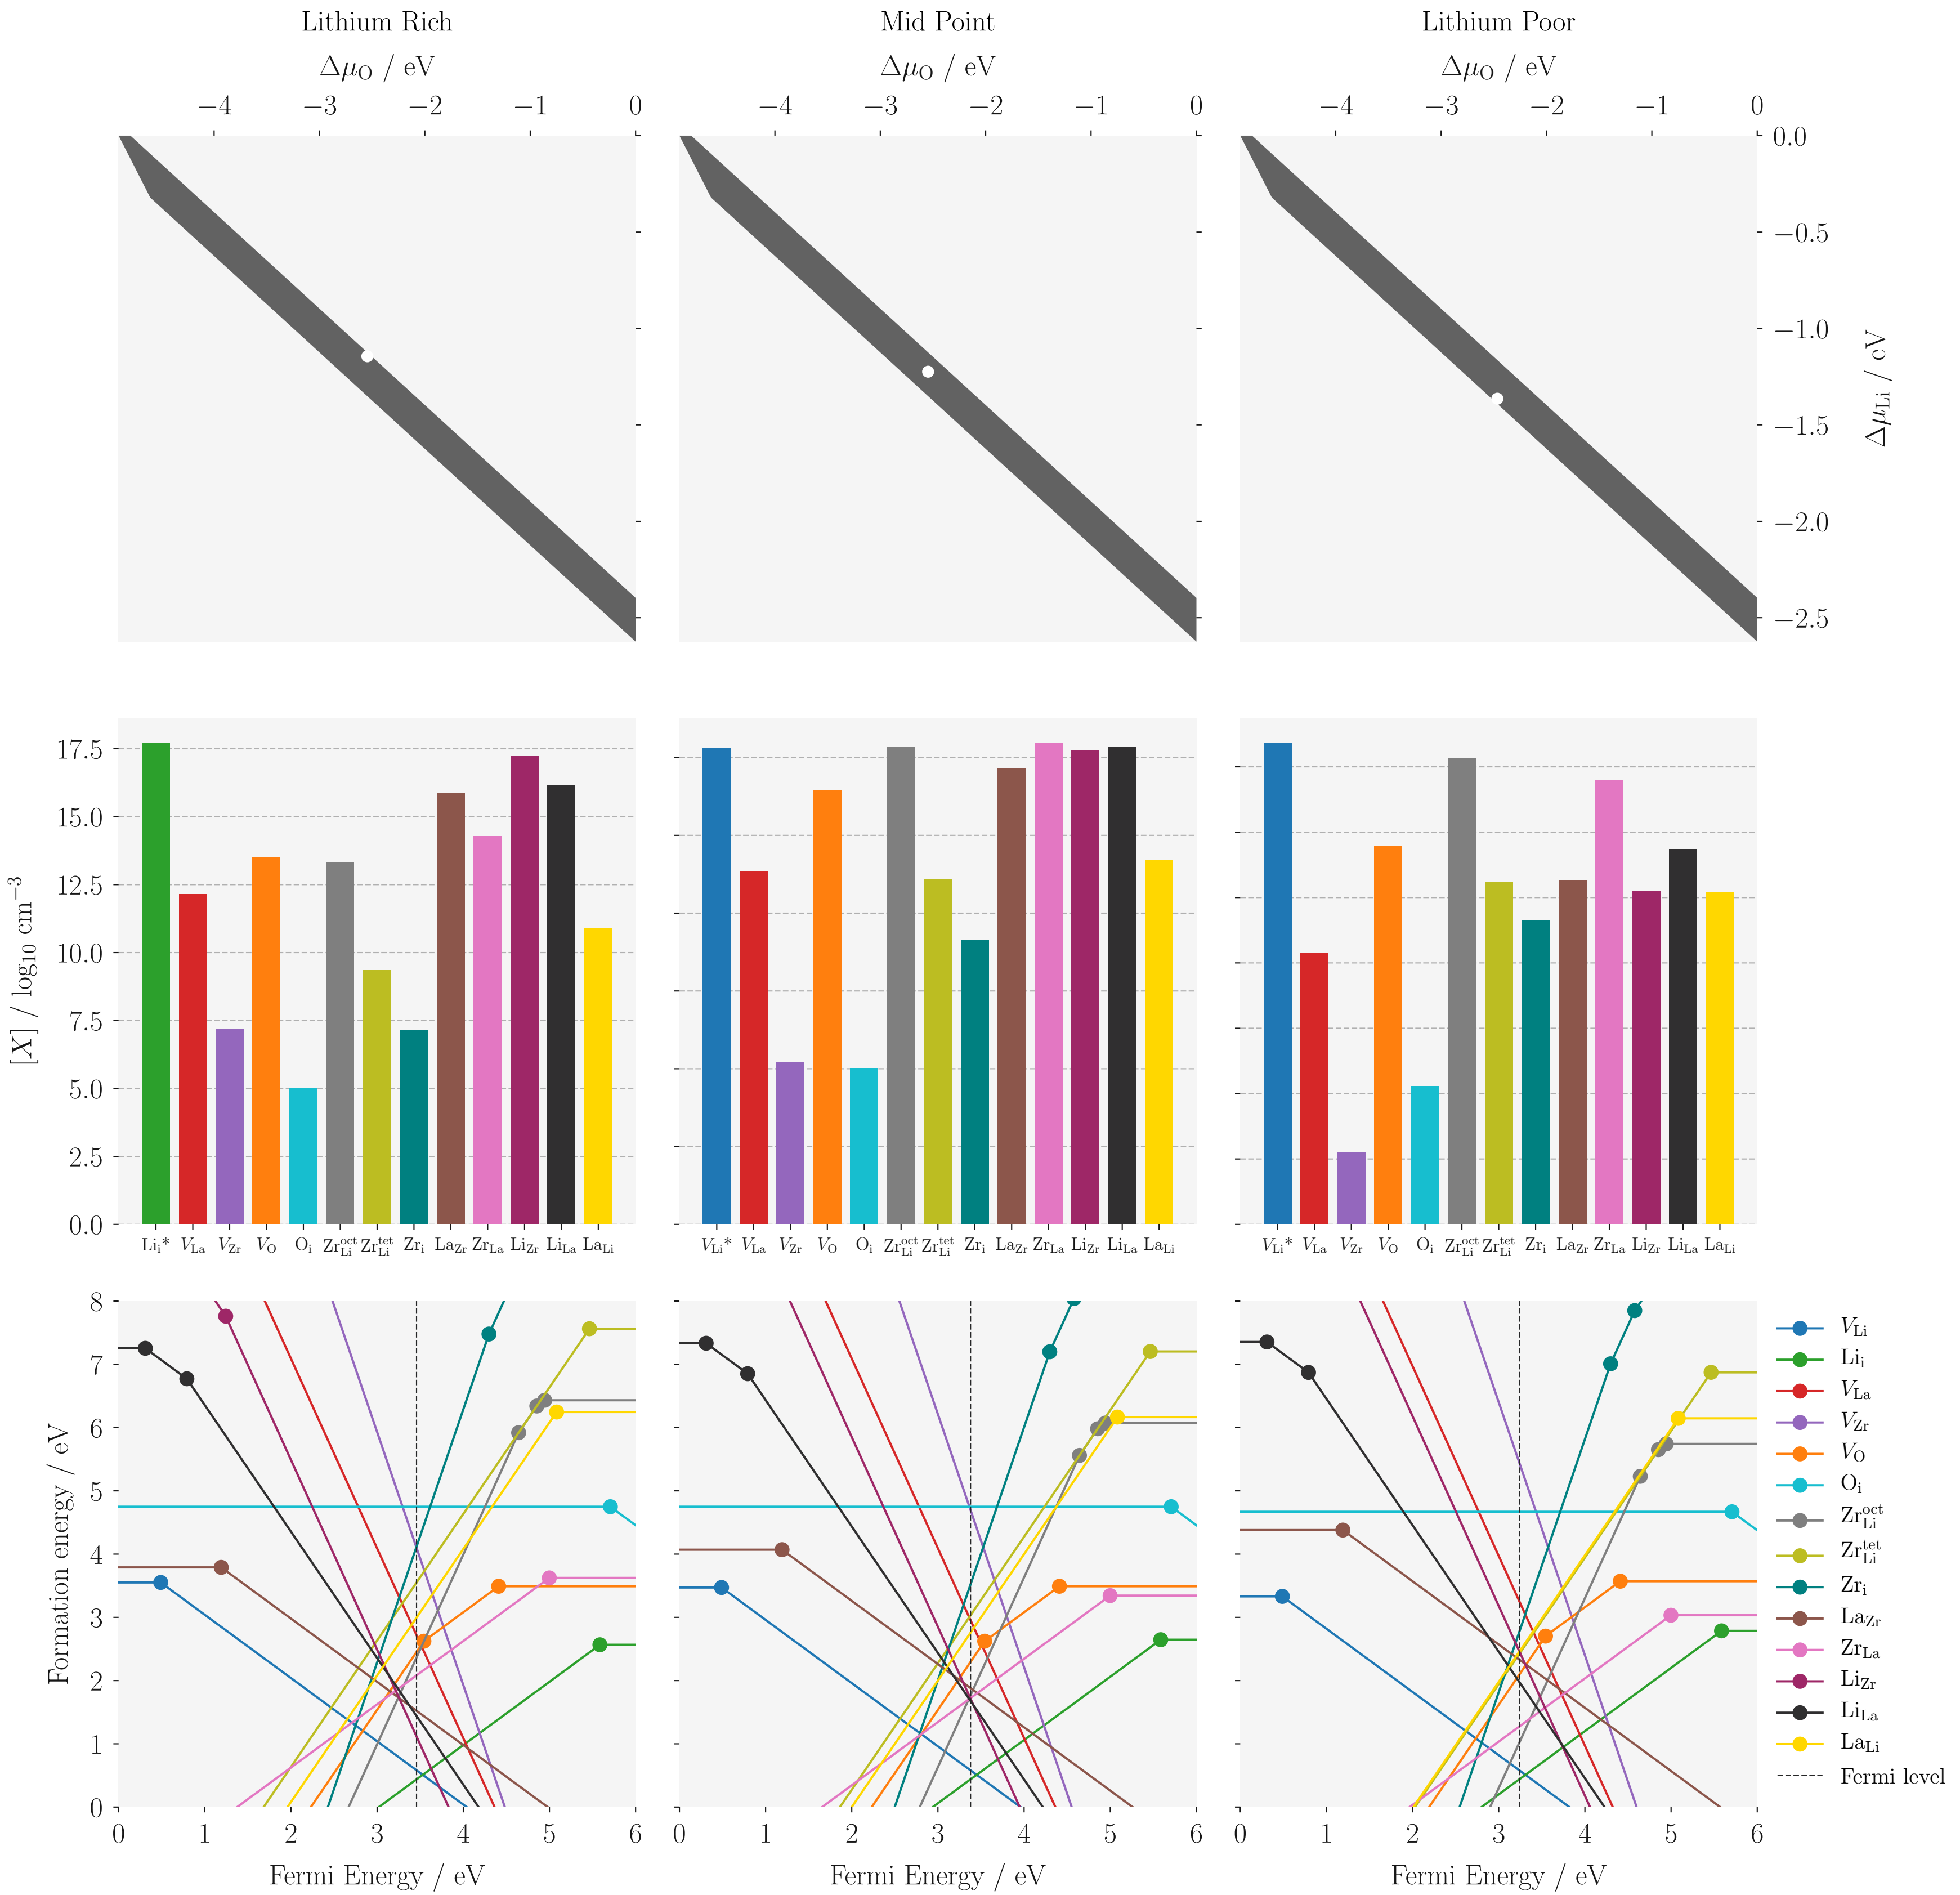 Lithium Rich Mid Point Lithium Poor
Δμ_O / eV Δμ_O / eV Δμ_O / eV
−4 −3 −2 −1 0 −4 −3 −2 −1 0 −4 −3 −2 −1 0
0.0
−0.5
−1.0
−1.5
−2.0
−2.5
Δμ_Li / eV
[X] / log₁₀ cm⁻³
17.5
15.0
12.5
10.0
7.5
5.0
2.5
0.0
Li_i* V_La V_Zr V_O O_i Zr_Li^oct Zr_Li^tet Zr_i La_Zr Zr_La Li_Zr Li_La La_Li
V_Li* V_La V_Zr V_O O_i Zr_Li^oct Zr_Li^tet Zr_i La_Zr Zr_La Li_Zr Li_La La_Li
V_Li* V_La V_Zr V_O O_i Zr_Li^oct Zr_Li^tet Zr_i La_Zr Zr_La Li_Zr Li_La La_Li
Formation energy / eV
8
7
6
5
4
3
2
1
0
0 1 2 3 4 5 6 0 1 2 3 4 5 6 0 1 2 3 4 5 6
Fermi Energy / eV Fermi Energy / eV Fermi Energy / eV
V_Li
Li_i
V_La
V_Zr
V_O
O_i
Zr_Li^oct
Zr_Li^tet
Zr_i
La_Zr
Zr_La
Li_Zr
Li_La
La_Li
Fermi level